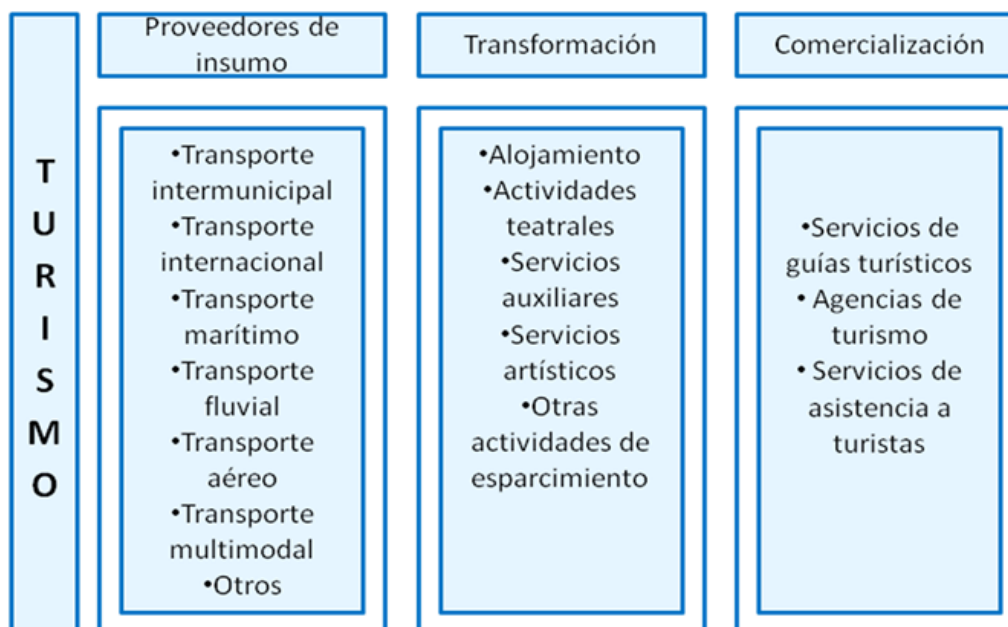 TURISMO
Proveedores de
insumo
•Transporte
intermunicipal
•Transporte
internacional
•Transporte
marítimo
•Transporte
fluvial
•Transporte
aéreo
•Transporte
multimodal
•Otros
Transformación
•Alojamiento
•Actividades
teatrales
•Servicios
auxiliares
•Servicios
artísticos
•Otras
actividades de
esparcimiento
Comercialización
•Servicios de
guías turísticos
• Agencias de
turismo
• Servicios de
asistencia a
turistas